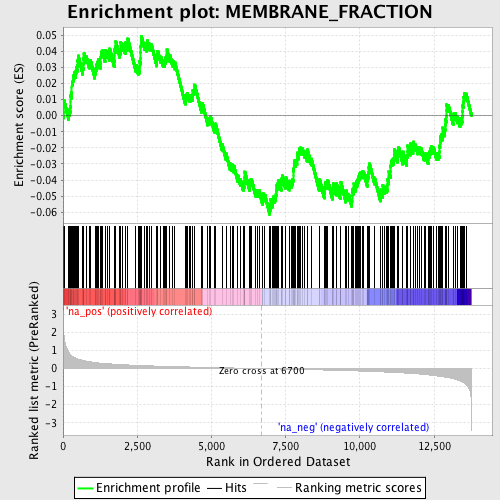 Enrichment plot: MEMBRANE_FRACTION
Enrichment score (ES)
0.05
0.04
0.03
0.02
0.01
0.00
-0.01
-0.02
-0.03
-0.04
-0.05
-0.06
'na_pos' (positively correlated)
Ranked list metric (PreRanked)
3
2
1
0
-1
-2
-3
Zero cross at 6700
'na_neg' (negatively correlated)
0
2,500
5,000
7,500
10,000
12,500
Rank in Ordered Dataset
Enrichment profile
Hits
Ranking metric scores